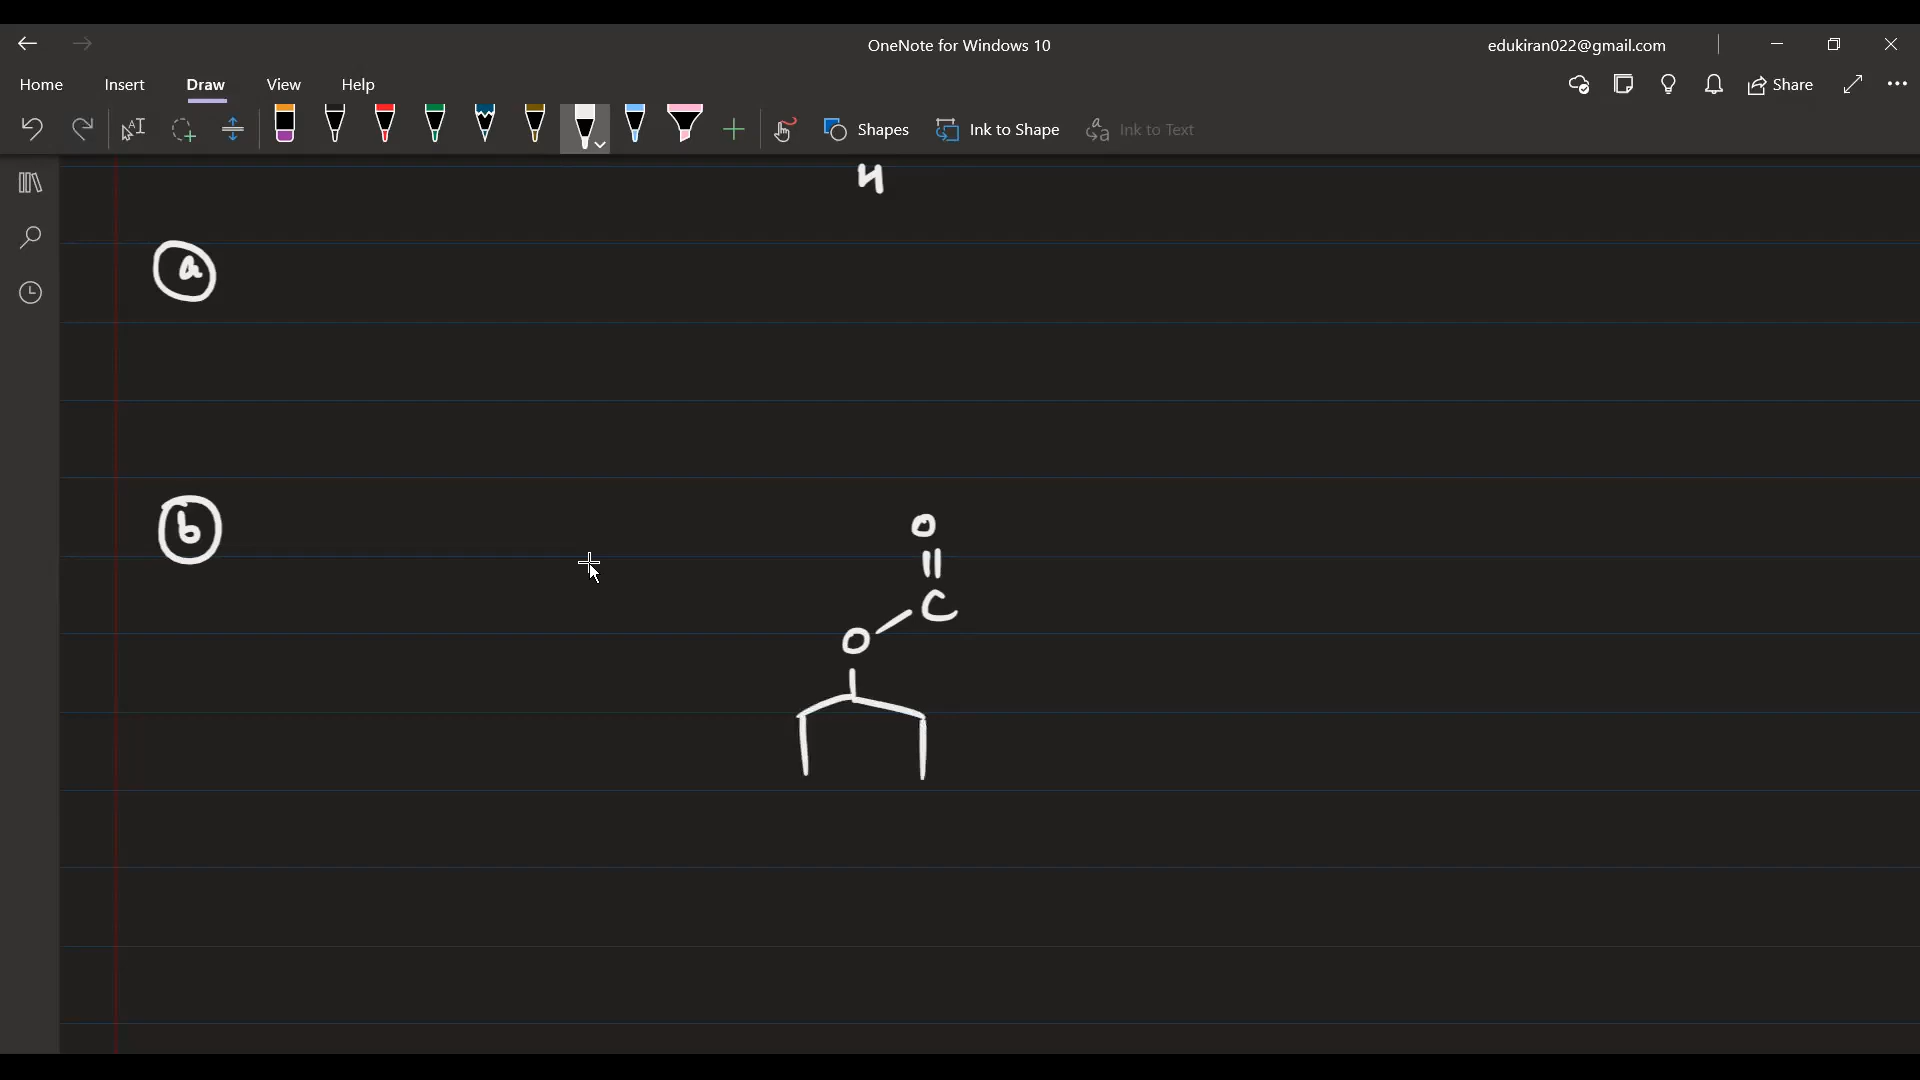 OneNote for Windows 10
edukiran022@gmail.com
Home Insert Draw View Help
Share
Shapes
Ink to Shape
Ink to Text
H
a
b
O
C
O